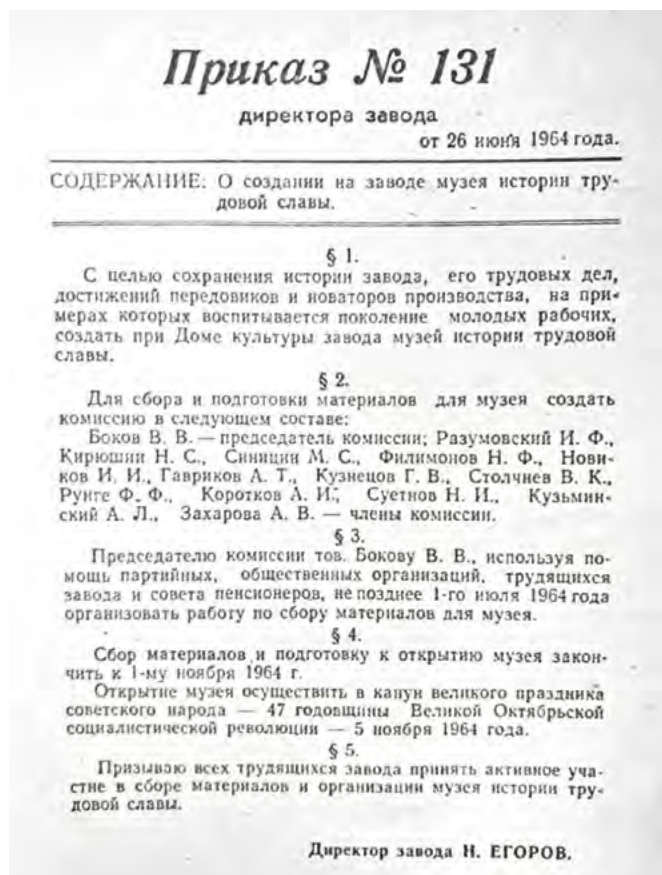 Приказ № 131
директора завода
от 26 июня 1964 года.
СОДЕРЖАНИЕ: О создании на заводе музея истории тру-
довой славы.
§ 1.
С целью сохранения истории завода, его трудовых дел,
достижений передовиков и новаторов производства, на при-
мерах которых воспитывается поколение молодых рабочих,
создать при Доме культуры завода музей истории трудовой
славы.
§ 2.
Для сбора и подготовки материалов для музея создать
комиссию в следующем составе:
Боков В. В. — председатель комиссии; Разумовский И. Ф.,
Кирюшин Н. С., Синицин М. С., Филимонов Н. Ф., Нови-
ков И. И., Гавриков А. Т., Кузнецов Г. В., Столчнев В. К.,
Рунге Ф. Ф., Коротков А. И., Суетнов Н. И., Кузьмин-
ский А. Л., Захарова А. В. — члены комиссии.
§ 3.
Председателю комиссии тов. Бокову В. В., используя по-
мощь партийных, общественных организаций, трудящихся
завода и совета пенсионеров, не позднее 1-го июля 1964 года
организовать работу по сбору материалов для музея.
§ 4.
Сбор материалов и подготовку к открытию музея закон-
чить к 1-му ноября 1964 г.
Открытие музея осуществить в канун великого праздника
советского народа — 47 годовщины Великой Октябрьской
социалистической революции — 5 ноября 1964 года.
§ 5.
Призываю всех трудящихся завода принять активное уча-
стие в сборе материалов и организации музея истории тру-
довой славы.
Директор завода Н. ЕГОРОВ.